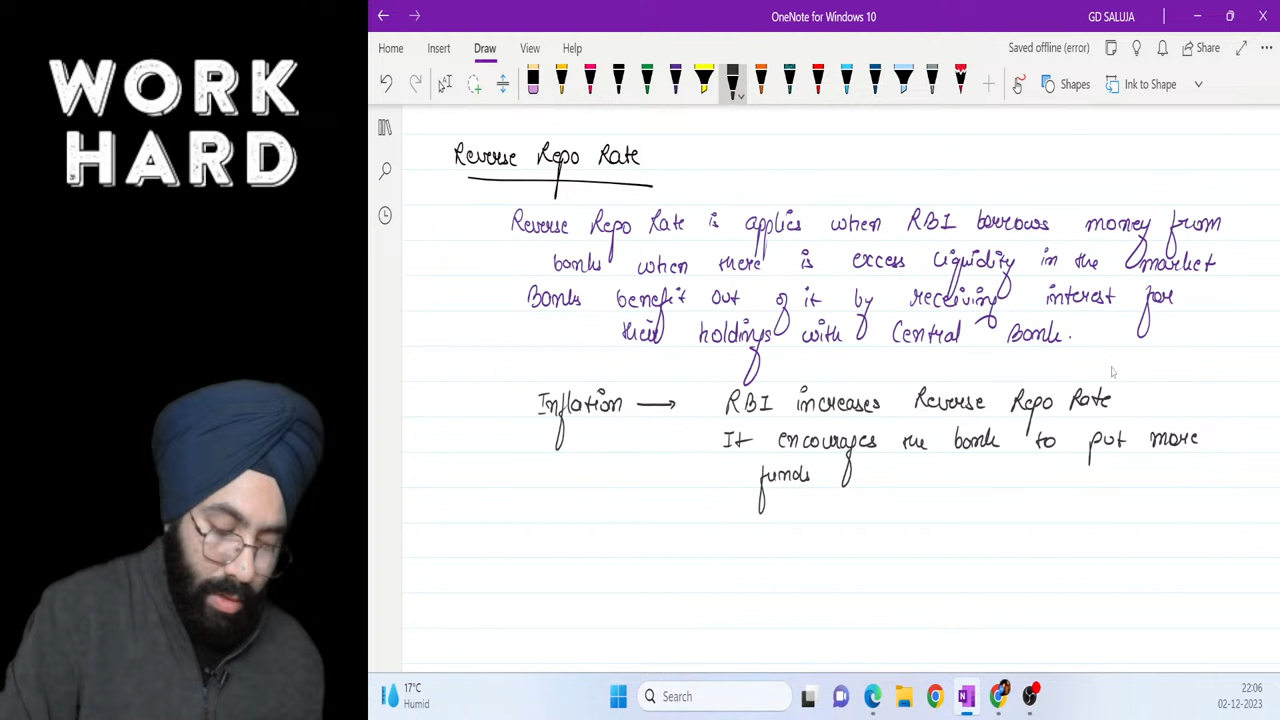 WORK
HARD
OneNote for Windows 10
GD SALUJA
Home Insert Draw View Help
Saved offline (error)
Share
Shapes
Ink to Shape
Reverse Repo Rate
Reverse Repo Rate is applies when RBI borrows money from
banks when there is excess liquidity in the market
Banks benefit out of it by receiving interest for
their holdings with Central Bank.
Inflation → RBI increases Reverse Repo Rate
It encourages the bank to put more
funds
17°C
Humid
Search
22:06
02-12-2023